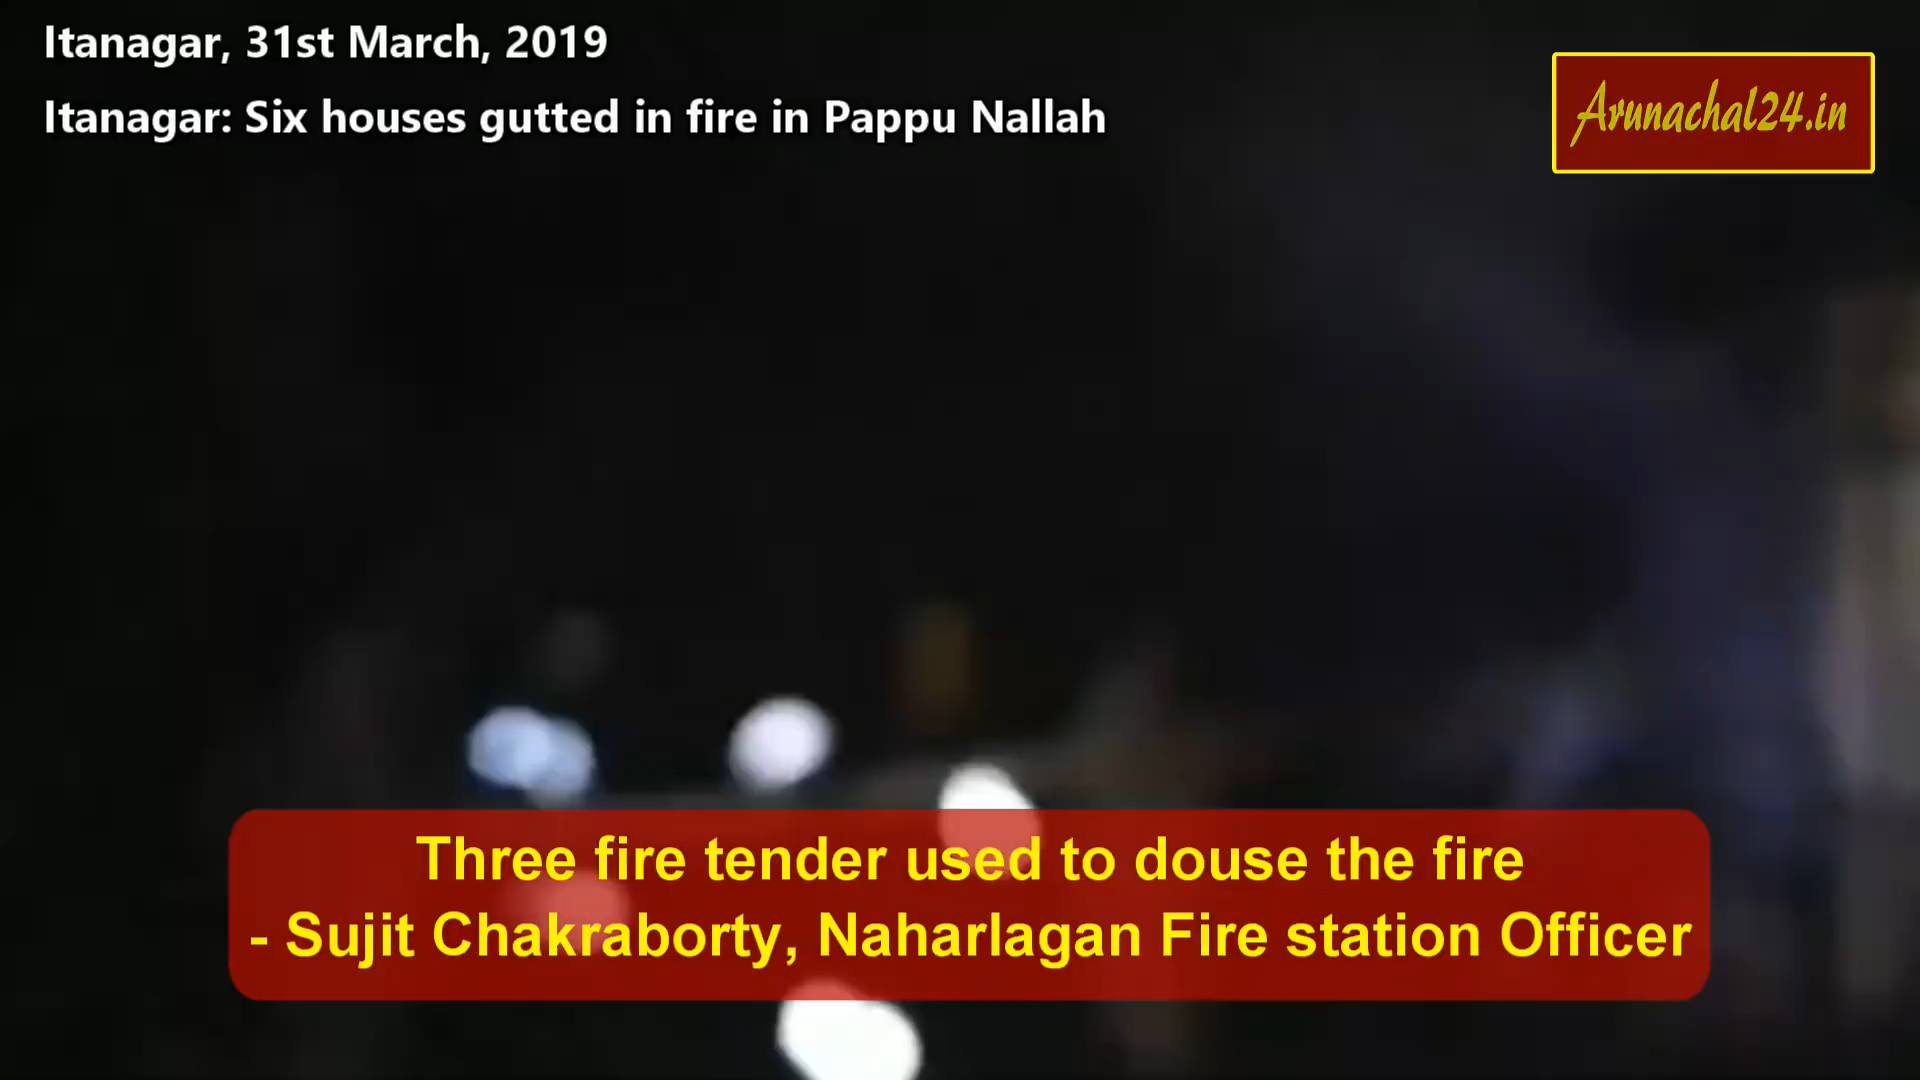 Itanagar, 31st March, 2019
Itanagar: Six houses gutted in fire in Pappu Nallah
Arunachal24.in
Three fire tender used to douse the fire
- Sujit Chakraborty, Naharlagan Fire station Officer